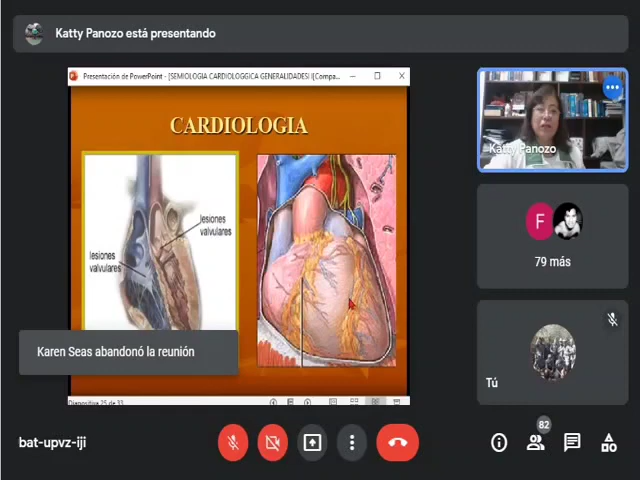 Katty Panozo está presentando
Presentación de PowerPoint - [SEMIOLOGIA CARDIOLOGGICA GENERALIDADES) I[Compa...
CARDIOLOGIA
lesiones
valvulares
lesiones
valvulares
Karen Seas abandonó la reunión
Diapositiva 25 de 33
Katty Panozo
F
79 más
Tú
bat-upvz-iji
82